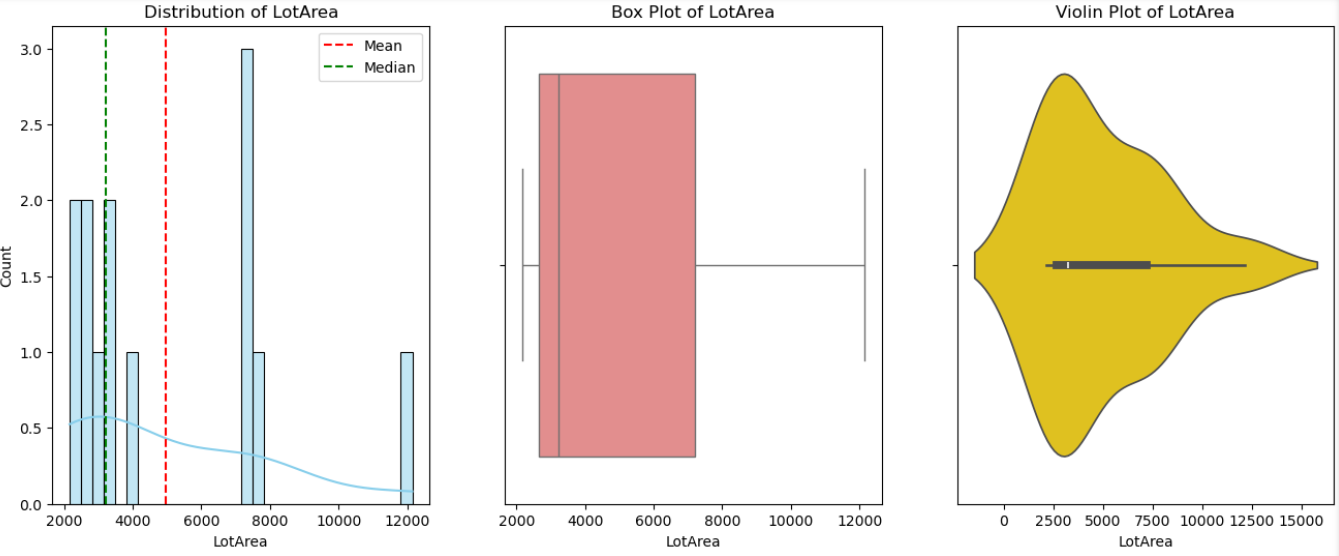 Distribution of LotArea
Mean
Median
3.0
2.5
2.0
1.5
1.0
0.5
0.0
Count
2000 4000 6000 8000 10000 12000
LotArea
Box Plot of LotArea
2000 4000 6000 8000 10000 12000
LotArea
Violin Plot of LotArea
0 2500 5000 7500 10000 12500 15000
LotArea